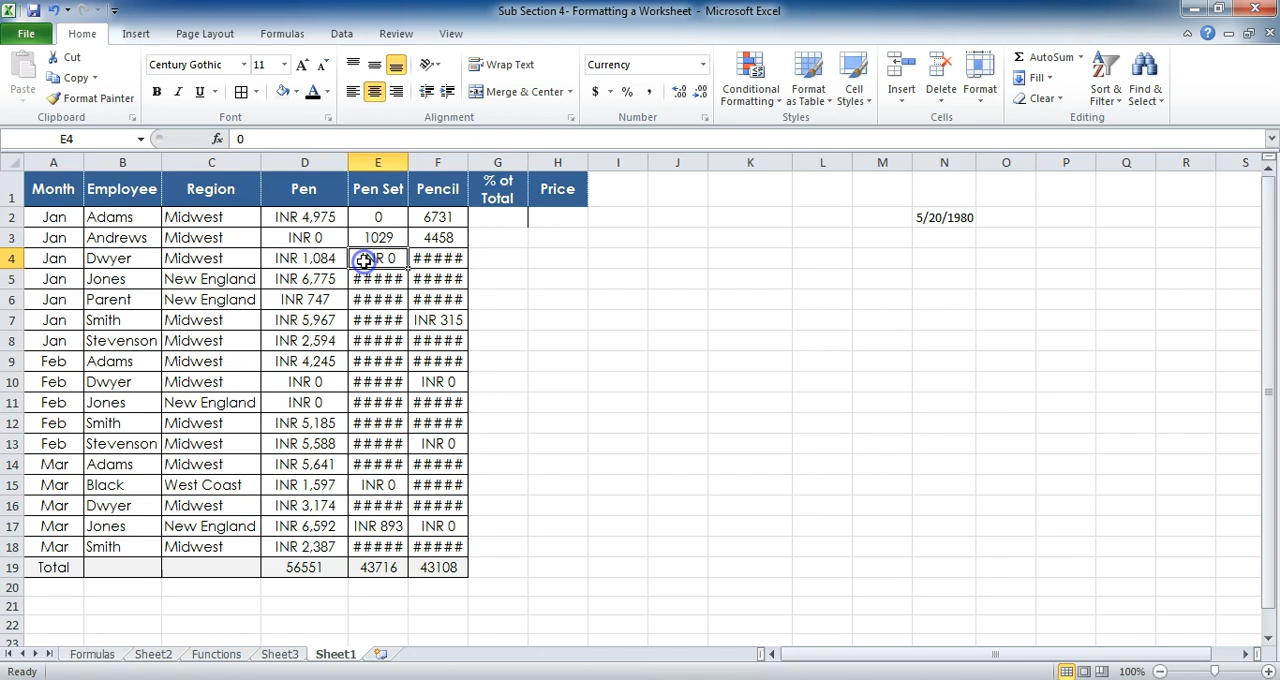 Sub Section 4- Formatting a Worksheet - Microsoft Excel
File Home Insert Page Layout Formulas Data Review View
Cut
Copy
Format Painter
Paste
Clipboard
Century Gothic 11
B I U
Font
Wrap Text
Merge & Center
Alignment
Currency
$ % ,
Number
Conditional Formatting
Format as Table
Cell Styles
Styles
Insert Delete Format
Cells
AutoSum
Fill
Clear
Sort & Filter
Find & Select
Editing
E4 fx 0
A B C D E F G H I J K L M N O P Q R S
1 Month Employee Region Pen Pen Set Pencil % of Total Price
2 Jan Adams Midwest INR 4,975 0 6731 5/20/1980
3 Jan Andrews Midwest INR 0 1029 4458
4 Jan Dwyer Midwest INR 1,084 INR 0 #####
5 Jan Jones New England INR 6,775 ##### #####
6 Jan Parent New England INR 747 ##### #####
7 Jan Smith Midwest INR 5,967 ##### INR 315
8 Jan Stevenson Midwest INR 2,594 ##### #####
9 Feb Adams Midwest INR 4,245 ##### #####
10 Feb Dwyer Midwest INR 0 ##### INR 0
11 Feb Jones New England INR 0 ##### #####
12 Feb Smith Midwest INR 5,185 ##### #####
13 Feb Stevenson Midwest INR 5,588 ##### INR 0
14 Mar Adams Midwest INR 5,641 ##### #####
15 Mar Black West Coast INR 1,597 INR 0 #####
16 Mar Dwyer Midwest INR 3,174 ##### #####
17 Mar Jones New England INR 6,592 INR 893 INR 0
18 Mar Smith Midwest INR 2,387 ##### #####
19 Total 56551 43716 43108
20
21
22
23
Formulas Sheet2 Functions Sheet3 Sheet1
Ready 100%